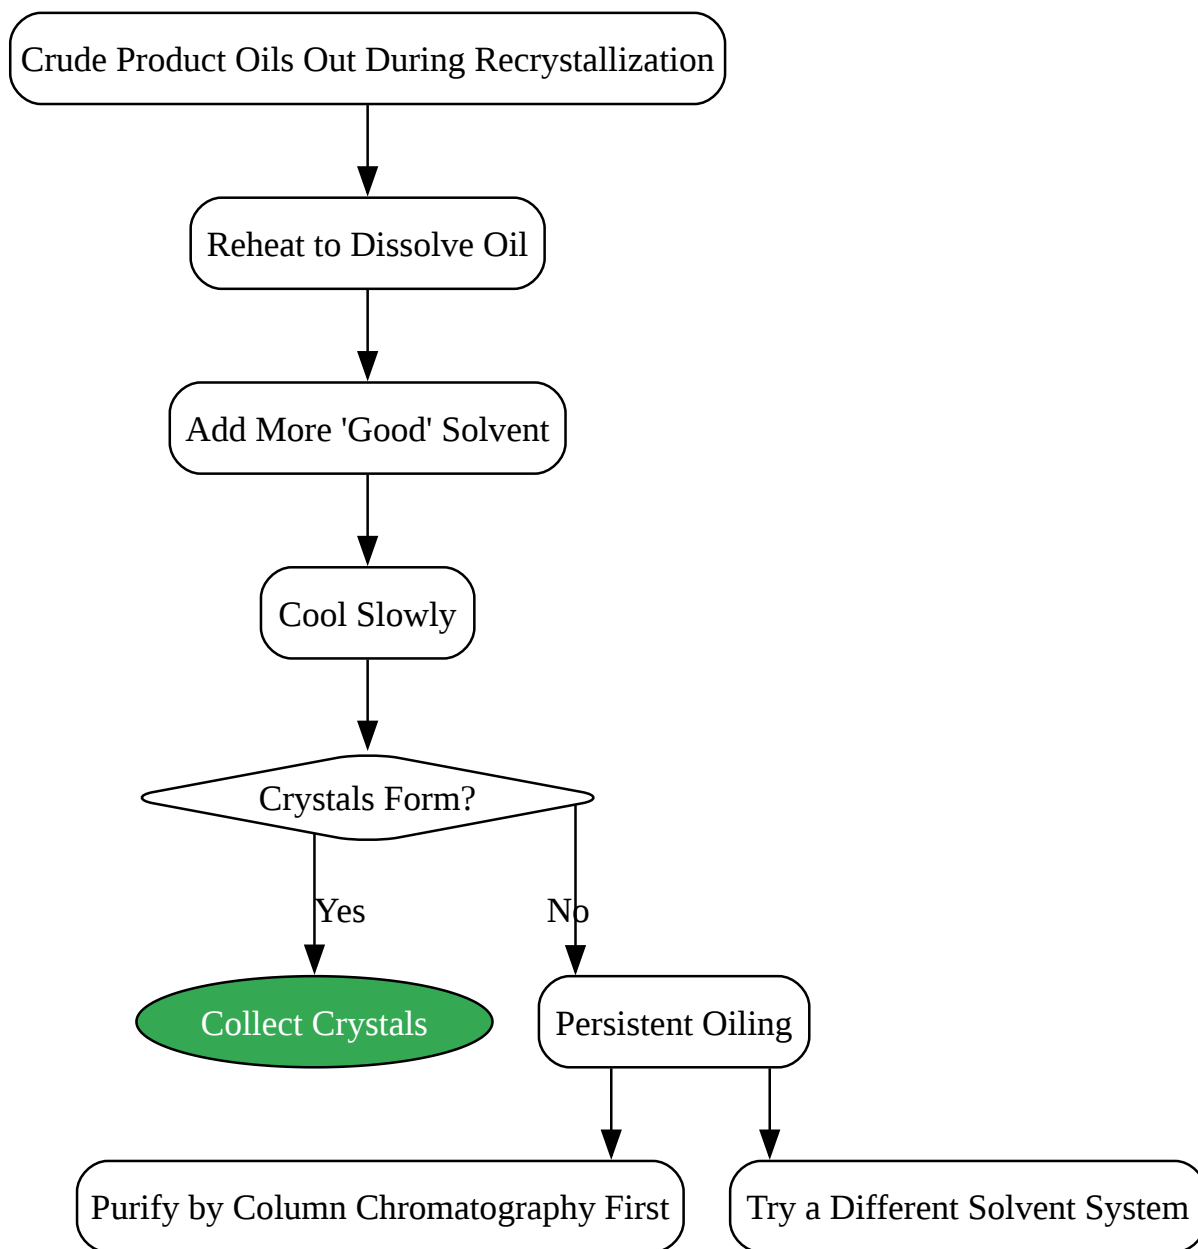 Crude Product Oils Out During Recrystallization
Reheat to Dissolve Oil
Add More 'Good' Solvent
Cool Slowly
Crystals Form?
Yes
No
Collect Crystals
Persistent Oiling
Purify by Column Chromatography First
Try a Different Solvent System